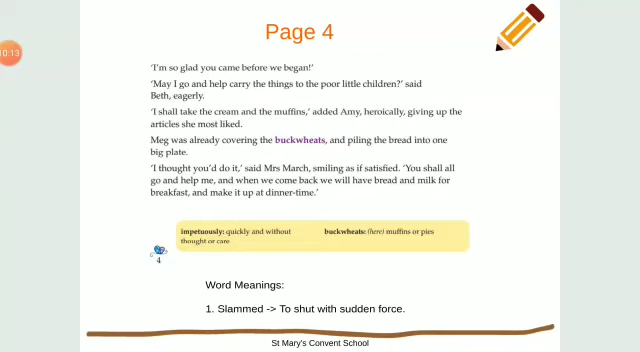 Page 4
10:13
'I'm so glad you came before we began!'
'May I go and help carry the things to the poor little children?' said
Beth, eagerly.
'I shall take the cream and the muffins,' added Amy, heroically, giving up the
articles she most liked.
Meg was already covering the buckwheats, and piling the bread into one
big plate.
'I thought you'd do it,' said Mrs March, smiling as if satisfied. 'You shall all
go and help me, and when we come back we will have bread and milk for
breakfast, and make it up at dinner-time.'
impetuously: quickly and without
thought or care
buckwheats: (here) muffins or pies
4
Word Meanings:
1. Slammed -> To shut with sudden force.
St Mary's Convent School